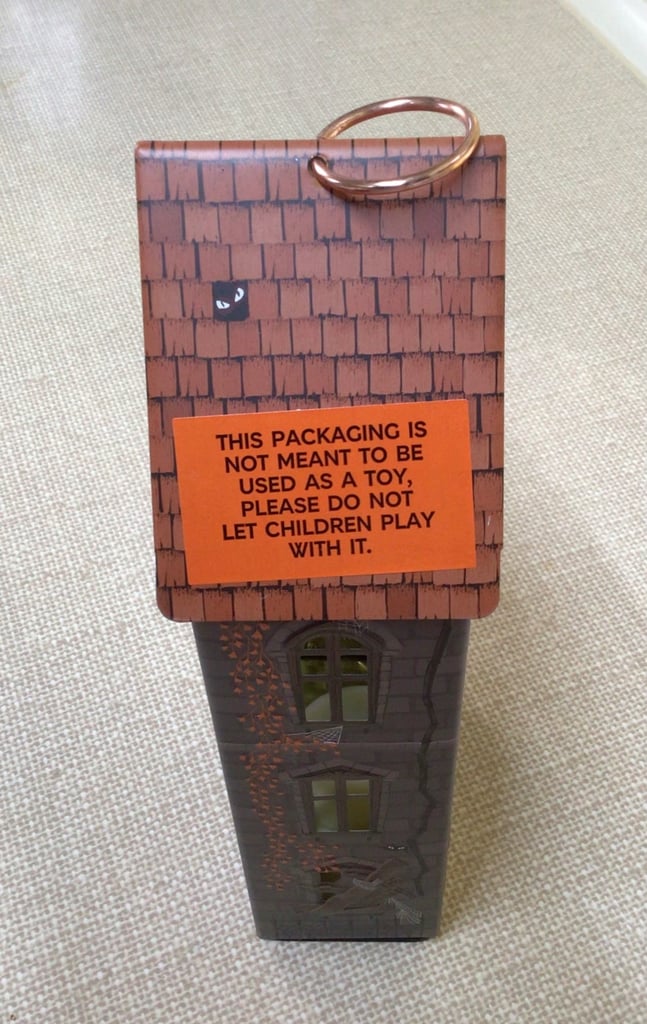 THIS PACKAGING IS
NOT MEANT TO BE
USED AS A TOY,
PLEASE DO NOT
LET CHILDREN PLAY
WITH IT.